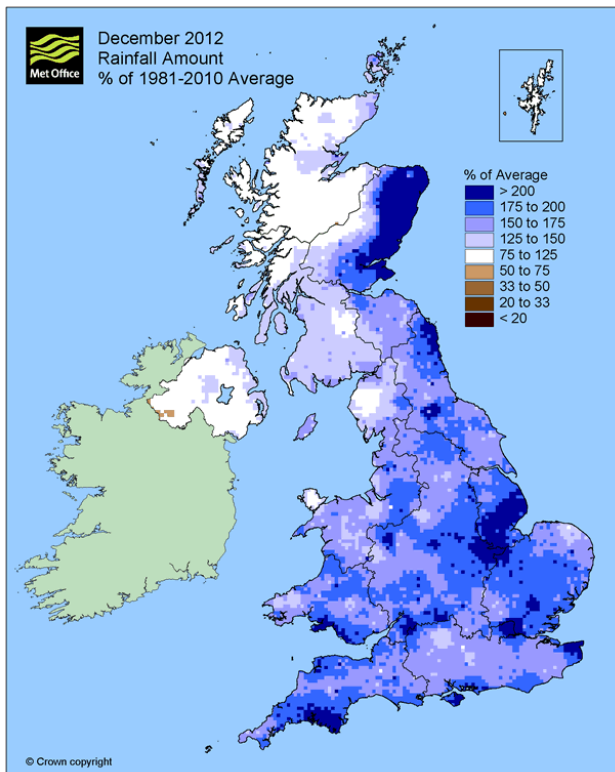 December 2012
Rainfall Amount
% of 1981-2010 Average
Met Office
% of Average
> 200
175 to 200
150 to 175
125 to 150
75 to 125
50 to 75
33 to 50
20 to 33
< 20
© Crown copyright